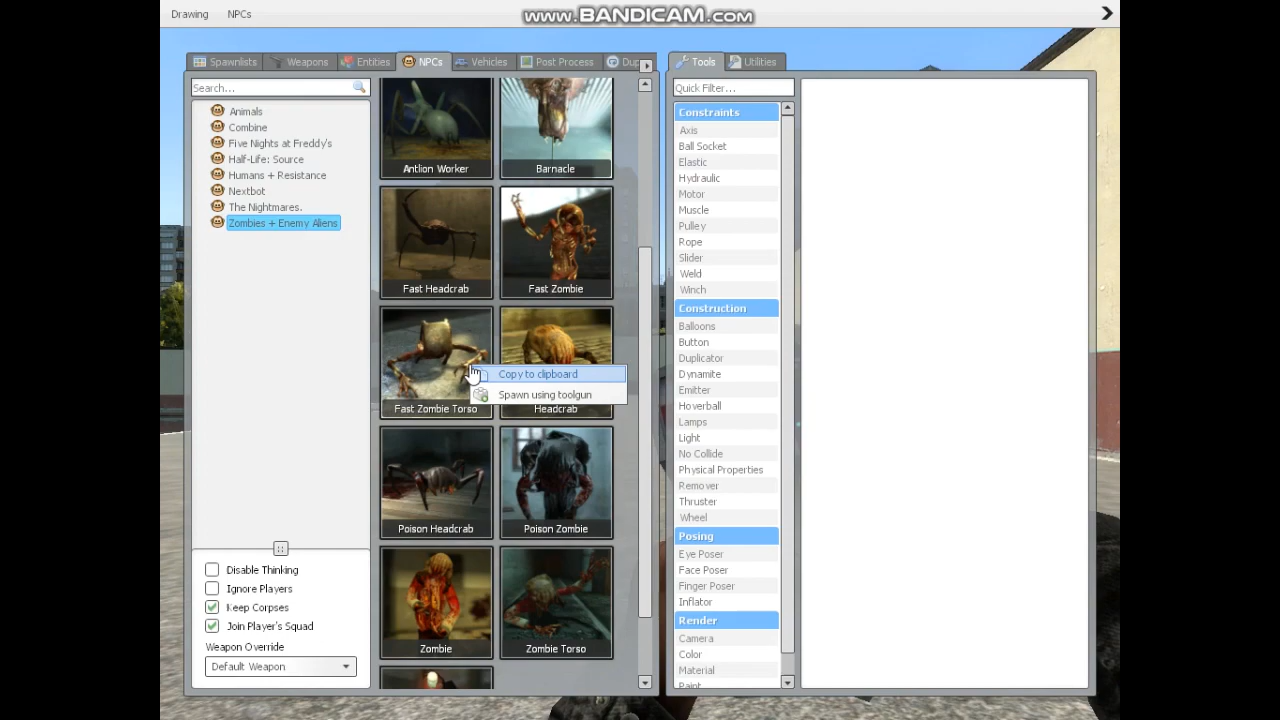 Drawing NPCs
www.BANDICAM.com
Spawnlists Weapons Entities NPCs Vehicles Post Process Dup
Tools Utilities
Search...
Animals
Combine
Five Nights at Freddy's
Half-Life: Source
Humans + Resistance
Nextbot
The Nightmares.
Zombies + Enemy Aliens
Disable Thinking
Ignore Players
Keep Corpses
Join Player's Squad
Weapon Override
Default Weapon
Antlion Worker
Barnacle
Fast Headcrab
Fast Zombie
Fast Zombie Torso
Headcrab
Copy to clipboard
Spawn using toolgun
Poison Headcrab
Poison Zombie
Zombie
Zombie Torso
Quick Filter...
Constraints
Axis
Ball Socket
Elastic
Hydraulic
Motor
Muscle
Pulley
Rope
Slider
Weld
Winch
Construction
Balloons
Button
Duplicator
Dynamite
Emitter
Hoverball
Lamps
Light
No Collide
Physical Properties
Remover
Thruster
Wheel
Posing
Eye Poser
Face Poser
Finger Poser
Inflator
Render
Camera
Color
Material
Paint